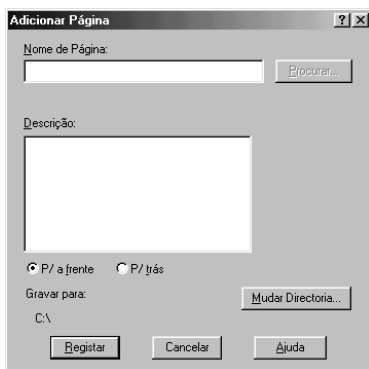 Adicionar Página
Nome de Página:
Procurar...
Descrição:
P/ a frente P/ trás
Gravar para:
Mudar Directoria...
C:\
Registar Cancelar Ajuda